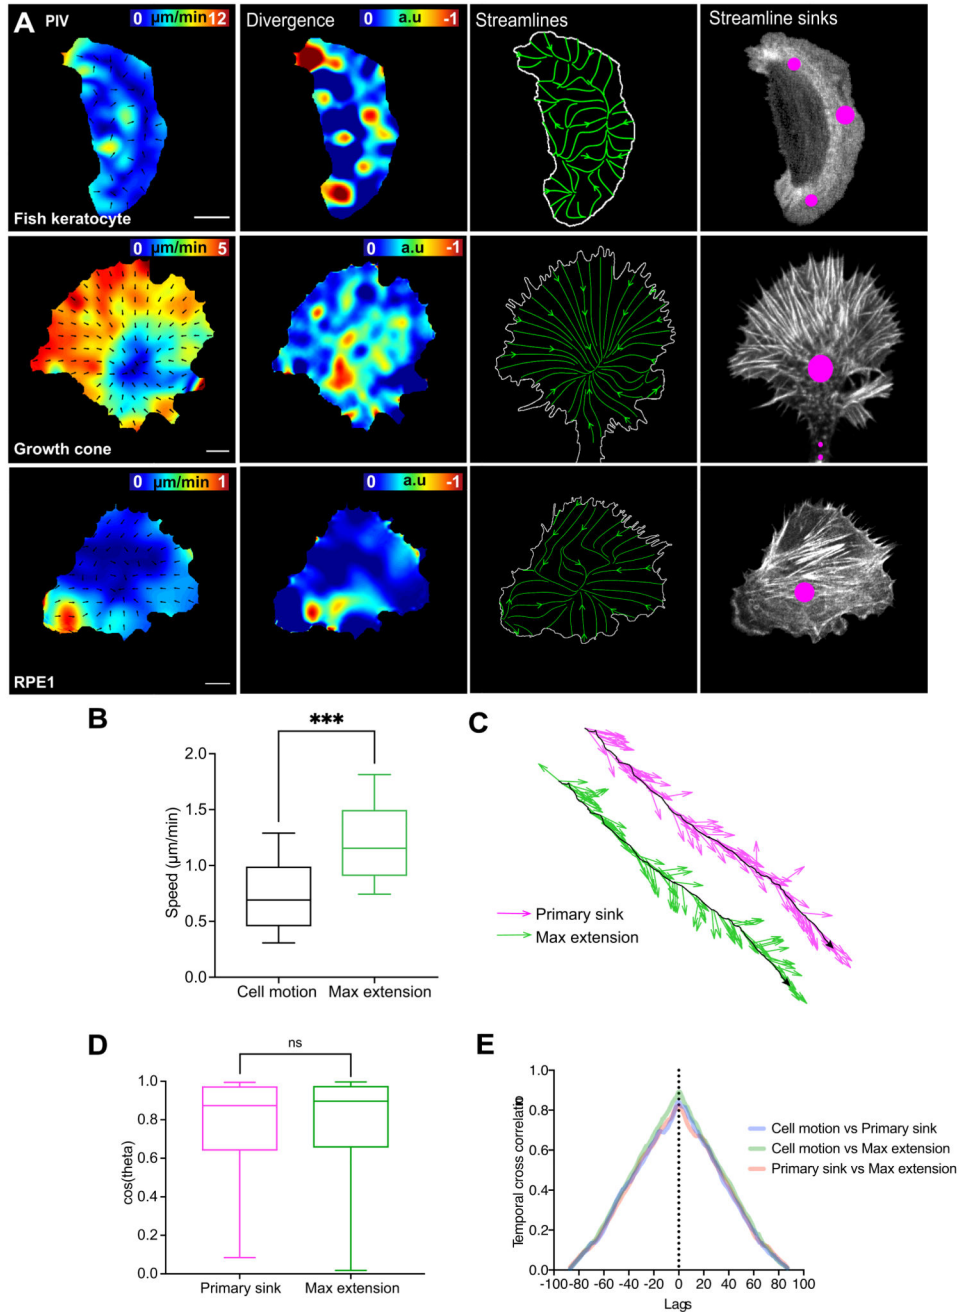 A PIV
0 µm/min 12
Divergence
0 a.u -1
Streamlines
Streamline sinks
Fish keratocyte
0 µm/min 5
0 a.u -1
Growth cone
0 µm/min 1
0 a.u -1
RPE1
B
***
2.0
1.5
1.0
0.5
0.0
Speed (µm/min)
Cell motion
Max extension
C
Primary sink
Max extension
D
ns
1.0
0.8
0.6
0.4
0.2
0.0
cos(theta)
Primary sink
Max extension
E
1.0
0.8
0.6
0.4
0.2
0.0
Temporal cross correlatio
-100 -80 -60 -40 -20 0 20 40 60 80 100
Lags
Cell motion vs Primary sink
Cell motion vs Max extension
Primary sink vs Max extension